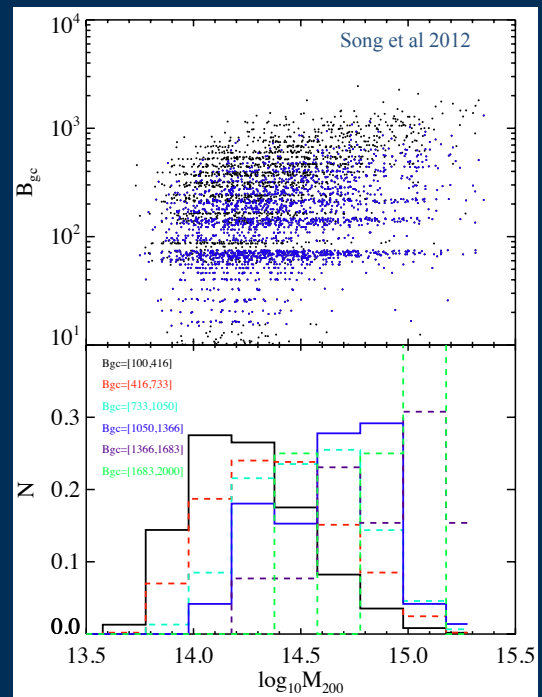 Song et al 2012
10^4
10^3
10^2
10^1
B_gc
Bgc=[100,416]
Bgc=[416,733]
Bgc=[733,1050]
Bgc=[1050,1366]
Bgc=[1366,1683]
Bgc=[1683,2000]
0.3
0.2
0.1
0.0
N
13.5 14.0 14.5 15.0 15.5
log_10M_200